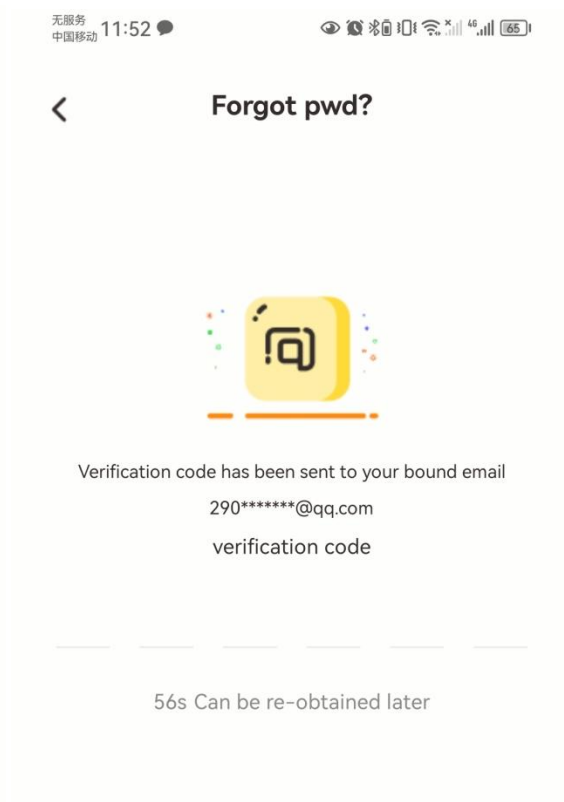 无服务
中国移动 11:52
4G 65
Forgot pwd?
Verification code has been sent to your bound email
290*******@qq.com
verification code
56s Can be re-obtained later